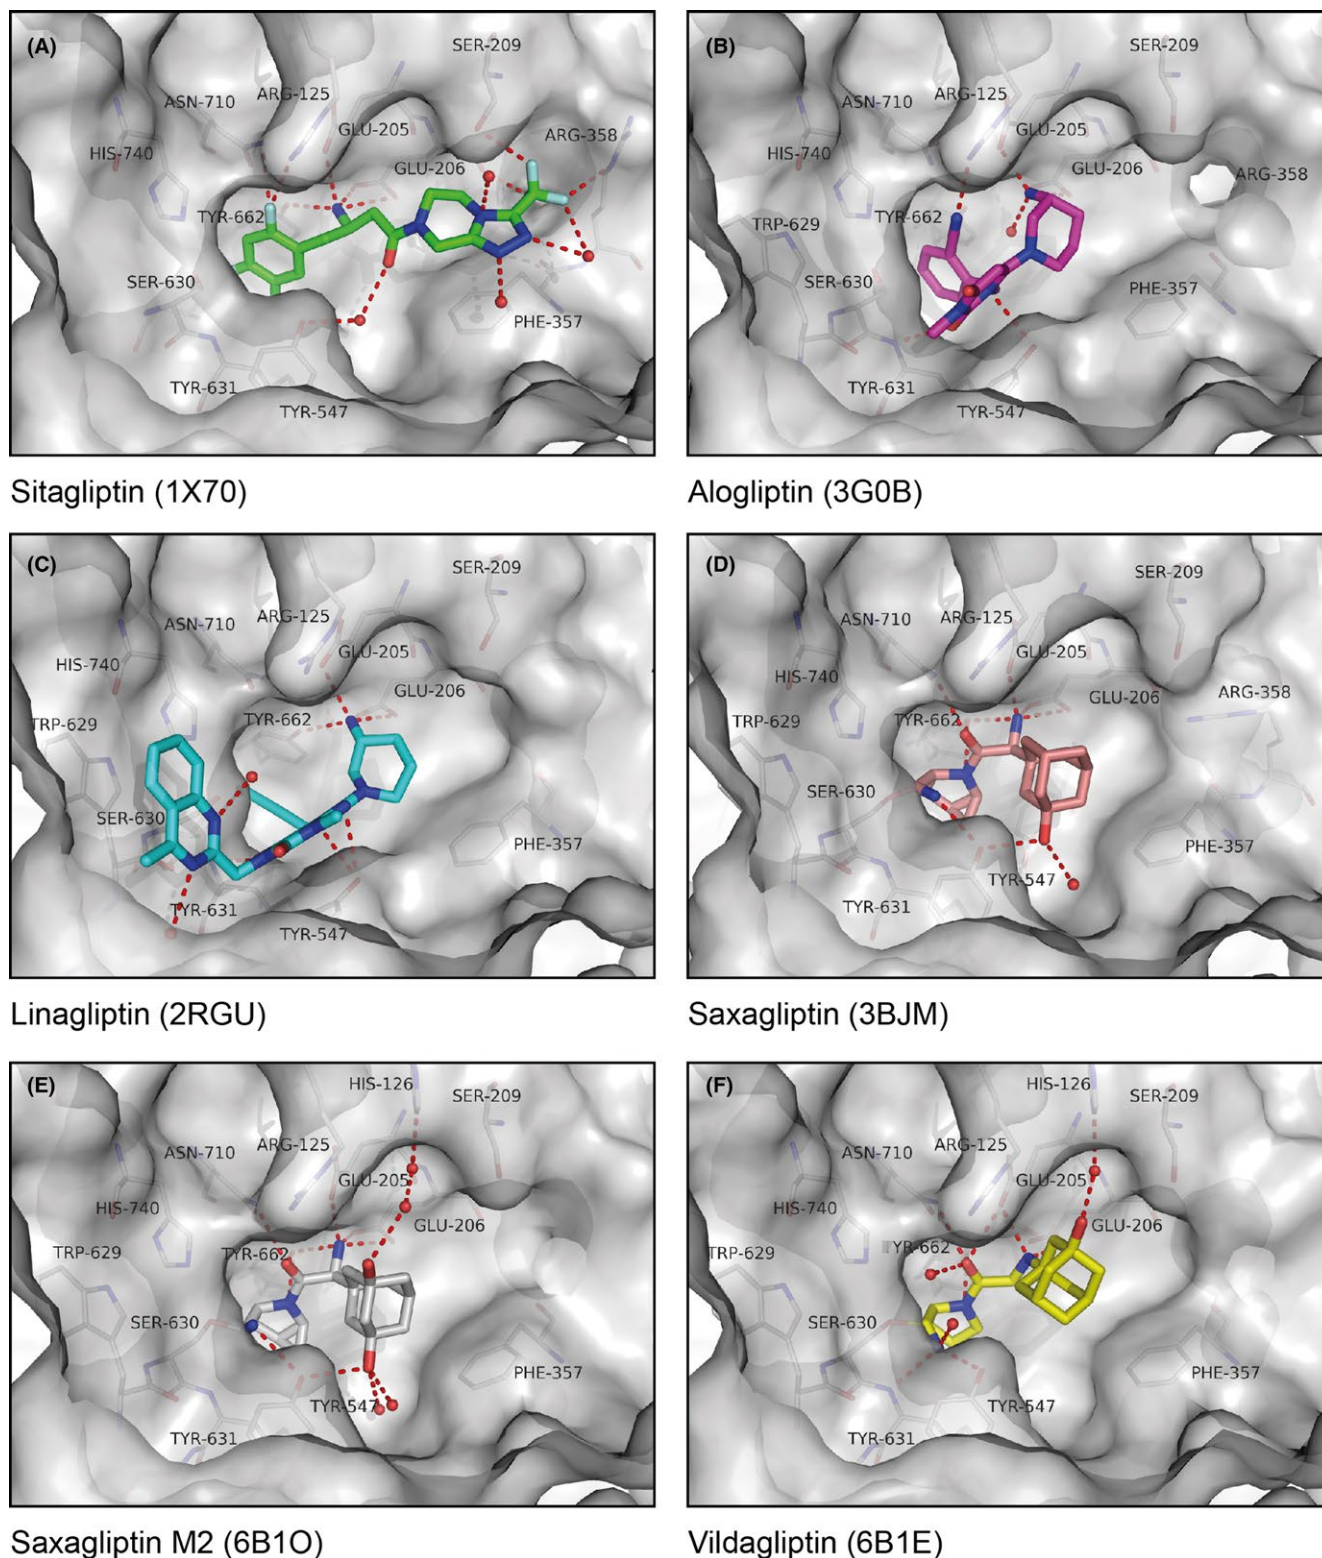 (A)
SER-209
ASN-710
ARG-125
GLU-205
ARG-358
HIS-740
GLU-206
TYR-662
SER-630
PHE-357
TYR-631
TYR-547
Sitagliptin (1X70)
(B)
SER-209
ASN-710
ARG-125
GLU-205
HIS-740
GLU-206
ARG-358
TYR-662
TRP-629
SER-630
PHE-357
TYR-631
TYR-547
Alogliptin (3G0B)
(C)
SER-209
ASN-710
ARG-125
GLU-205
HIS-740
GLU-206
TYR-662
TRP-629
SER-630
PHE-357
TYR-631
TYR-547
Linagliptin (2RGU)
(D)
SER-209
ASN-710
ARG-125
GLU-205
HIS-740
GLU-206
ARG-358
TYR-662
TRP-629
SER-630
PHE-357
TYR-547
TYR-631
Saxagliptin (3BJM)
(E)
HIS-126
SER-209
ARG-125
ASN-710
GLU-205
HIS-740
GLU-206
TRP-629
TYR-662
SER-630
PHE-357
TYR-547
TYR-631
Saxagliptin M2 (6B1O)
(F)
HIS-126
SER-209
ARG-125
ASN-710
GLU-205
HIS-740
GLU-206
TRP-629
TYR-662
SER-630
PHE-357
TYR-547
TYR-631
Vildagliptin (6B1E)